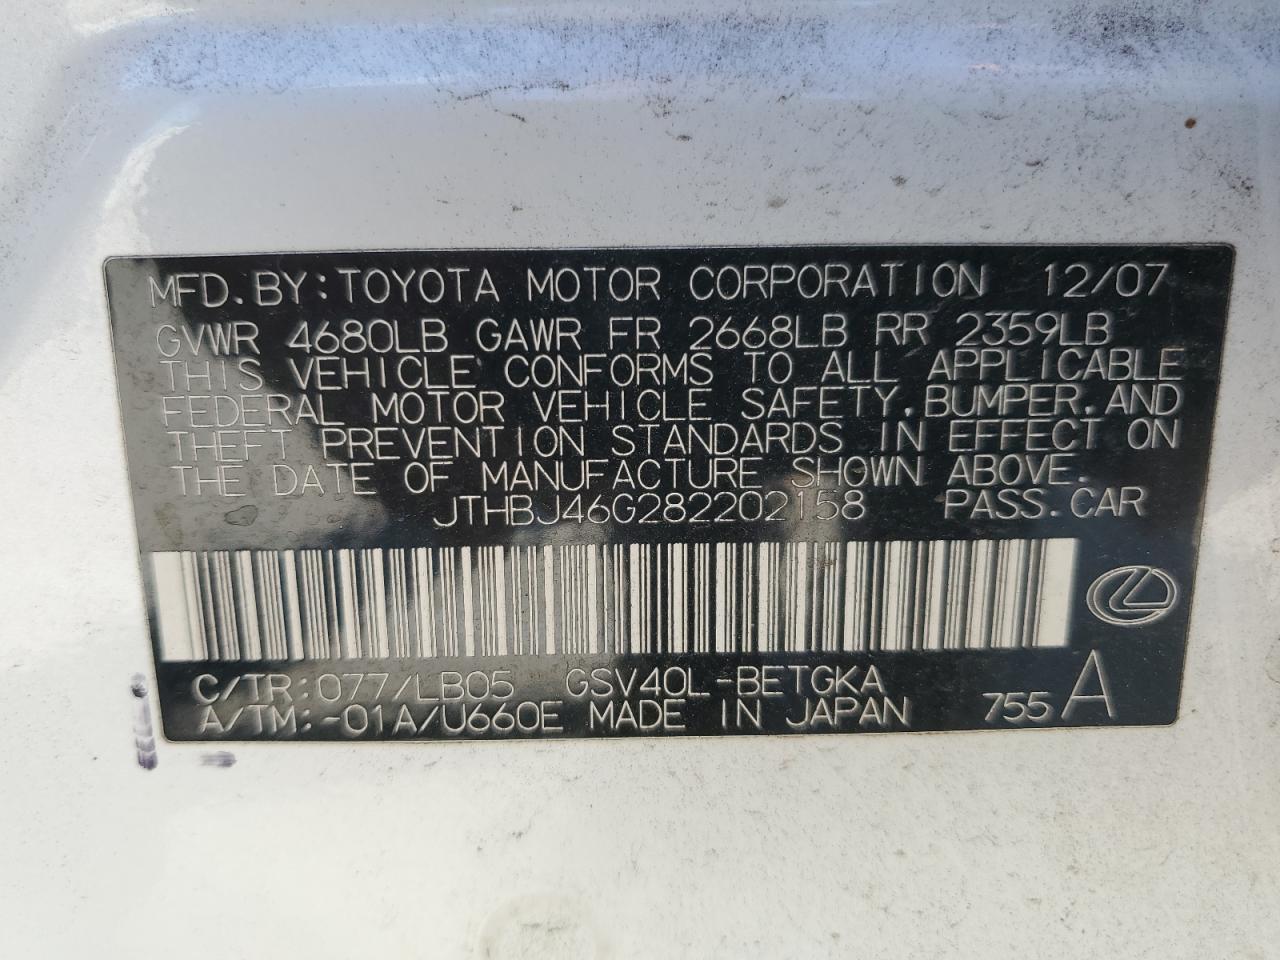 MFD.BY:TOYOTA MOTOR CORPORATION 12/07
GVWR 4680LB GAWR FR 2668LB RR 2359LB
THIS VEHICLE CONFORMS TO ALL APPLICABLE
FEDERAL MOTOR VEHICLE SAFETY.BUMPER.AND
THEFT PREVENTION STANDARDS IN EFFECT ON
THE DATE OF MANUFACTURE SHOWN ABOVE.
JTHBJ46G282202158 PASS.CAR
C/TR:077/LB05 GSV40L-BETGKA
A/TM:-01A/U660E MADE IN JAPAN 755 A